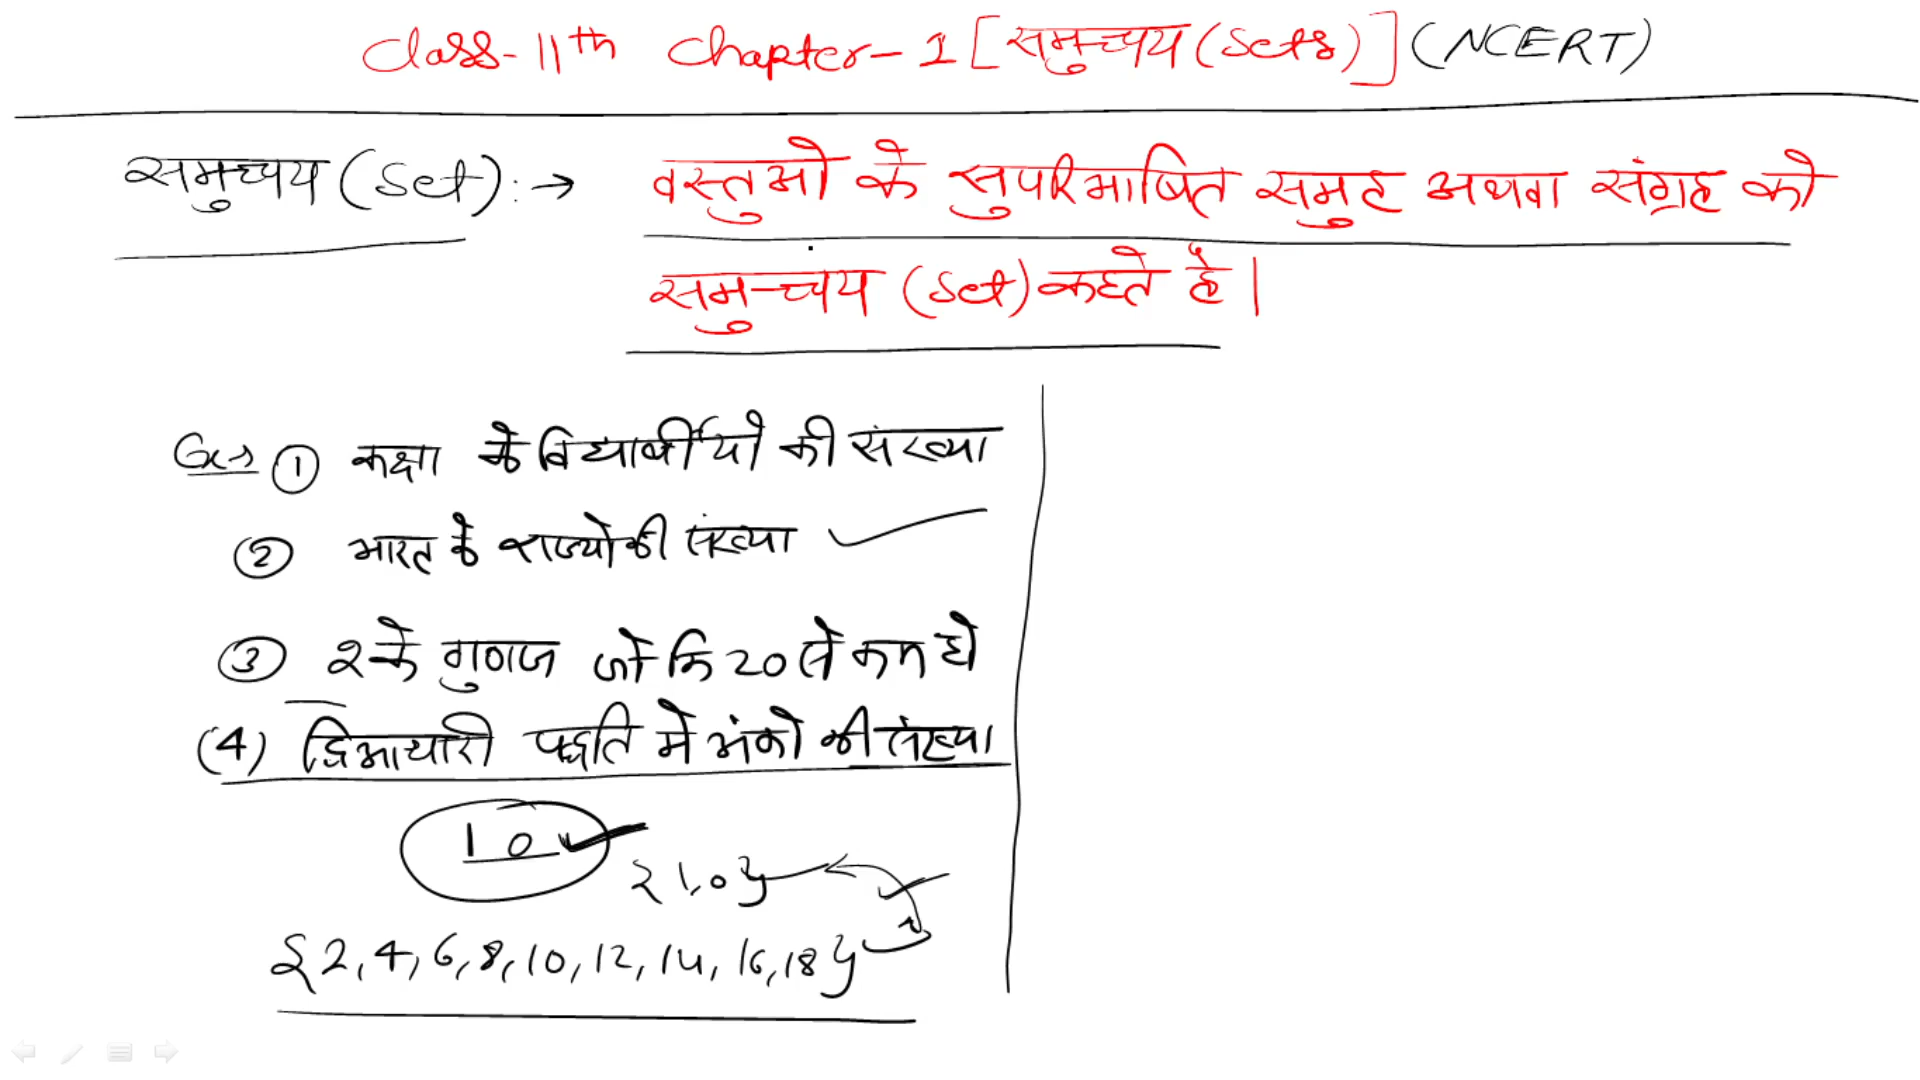 Class-11th Chapter-1 [समुच्चय (Sets)] (NCERT)
समुच्चय (Set) :→ वस्तुओ के सुपरिभाषित समुह अथवा संग्रह को
समुच्चय (Set) कहते है।
Ex→ ① कक्षा के विद्यार्थीयो की संख्या
② भारत के राज्यो की संख्या
③ 2 के गुणज जो कि 20 से कम हो
(4) द्विआधारी पद्धति मे अंको की संख्या
1 0
{1,0}
{2,4,6,8,10,12,14,16,18}